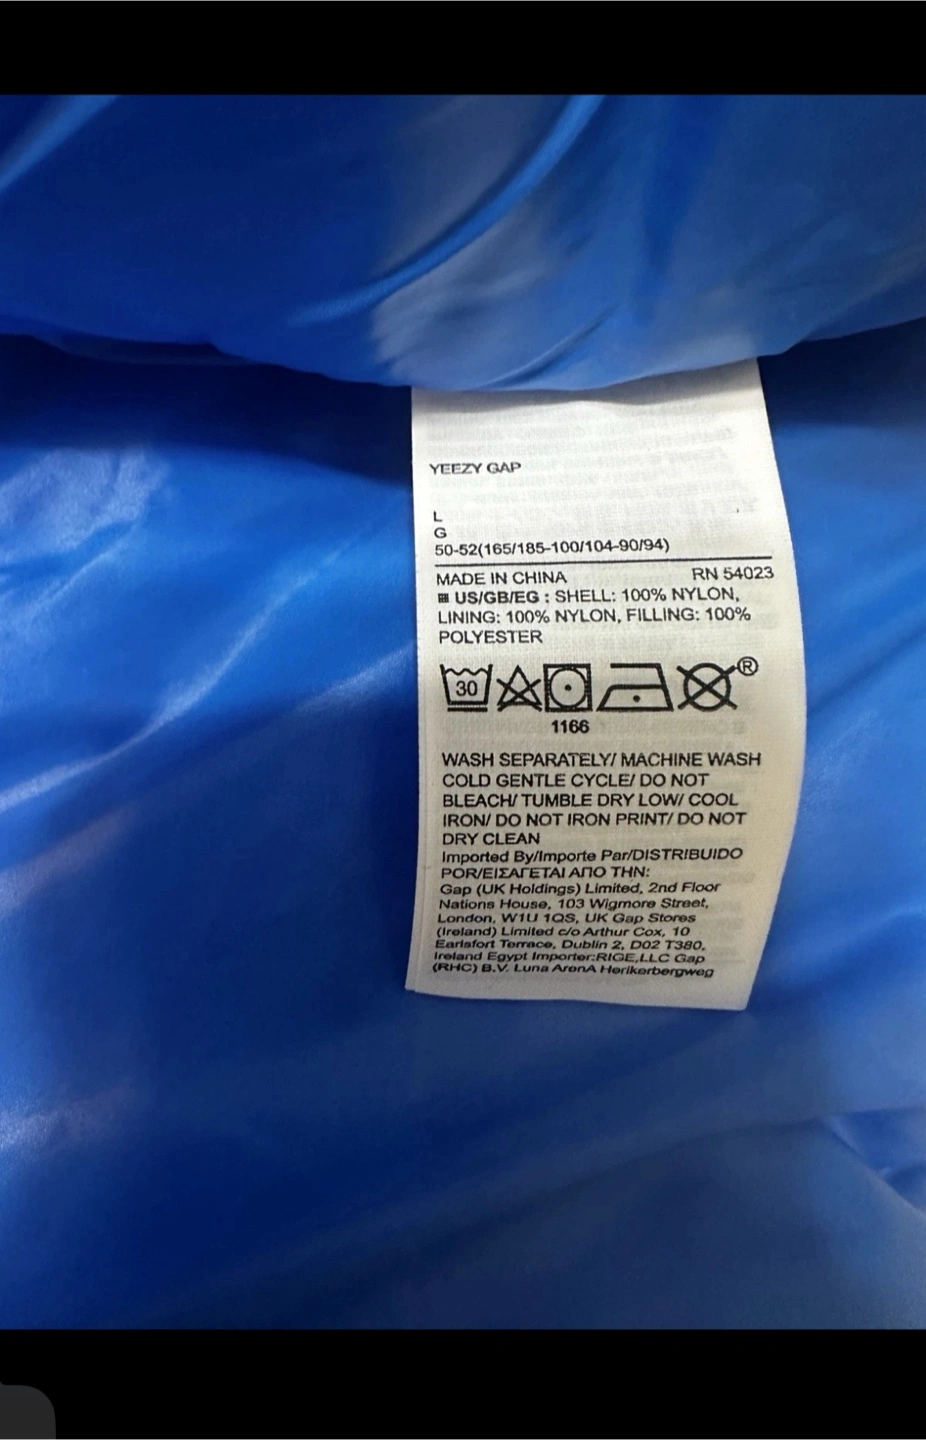 YEEZY GAP
L
G
50-52(165/185-100/104-90/94)
MADE IN CHINA RN 54023
US/GB/EG : SHELL: 100% NYLON,
LINING: 100% NYLON, FILLING: 100%
POLYESTER
30
®
1166
WASH SEPARATELY/ MACHINE WASH
COLD GENTLE CYCLE/ DO NOT
BLEACH/ TUMBLE DRY LOW/ COOL
IRON/ DO NOT IRON PRINT/ DO NOT
DRY CLEAN
Imported By/Importe Par/DISTRIBUIDO
POR/ΕΙΣΑΓΕΤΑΙ ΑΠΟ ΤΗΝ:
Gap (UK Holdings) Limited, 2nd Floor
Nations House, 103 Wigmore Street,
London, W1U 1QS, UK Gap Stores
(Ireland) Limited c/o Arthur Cox, 10
Earlsfort Terrace, Dublin 2, D02 T380,
Ireland Egypt Importer:RIGE,LLC Gap
(RHC) B.V. Luna ArenA Herikerbergweg